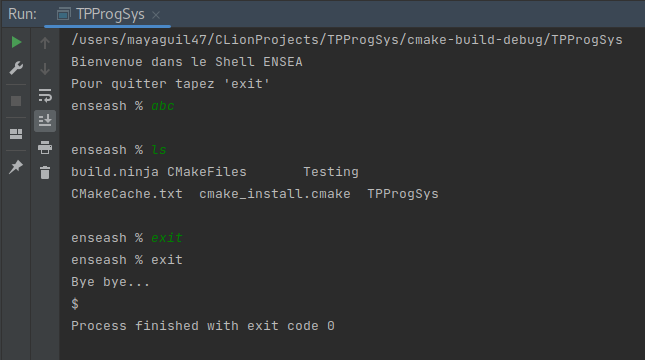 Run: TPProgSys
/users/mayaguil47/CLionProjects/TPProgSys/cmake-build-debug/TPProgSys
Bienvenue dans le Shell ENSEA
Pour quitter tapez 'exit'
enseash % abc
enseash % ls
build.ninja CMakeFiles Testing
CMakeCache.txt cmake_install.cmake TPProgSys
enseash % exit
enseash % exit
Bye bye...
$
Process finished with exit code 0